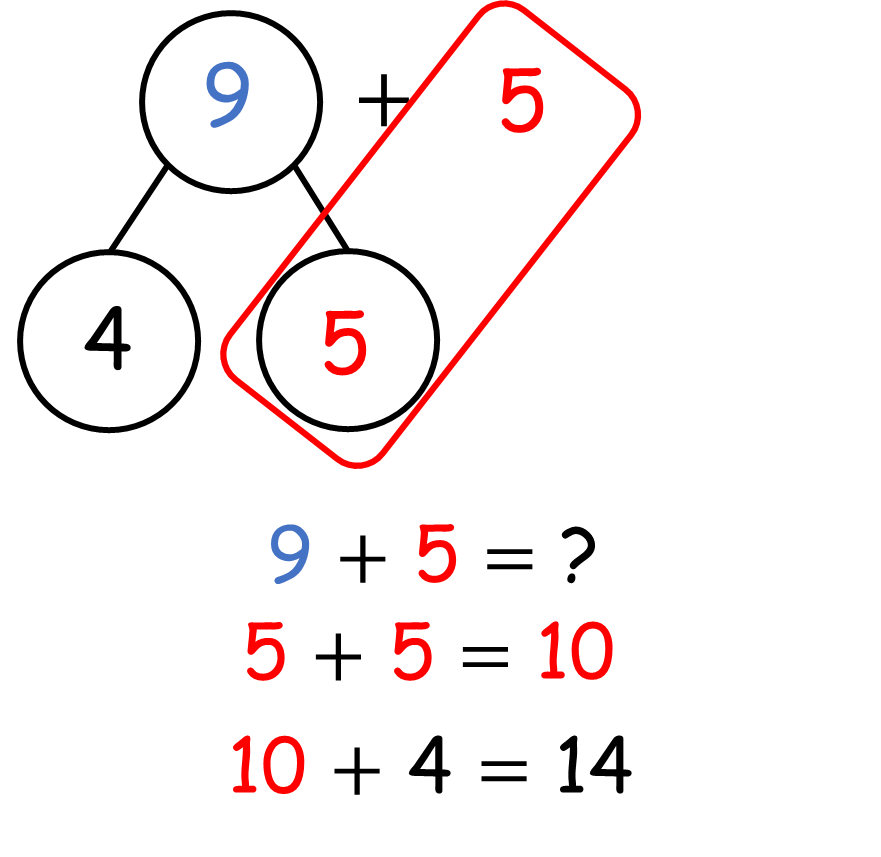 9 + 5
4 5
9 + 5 = ?
5 + 5 = 10
10 + 4 = 14